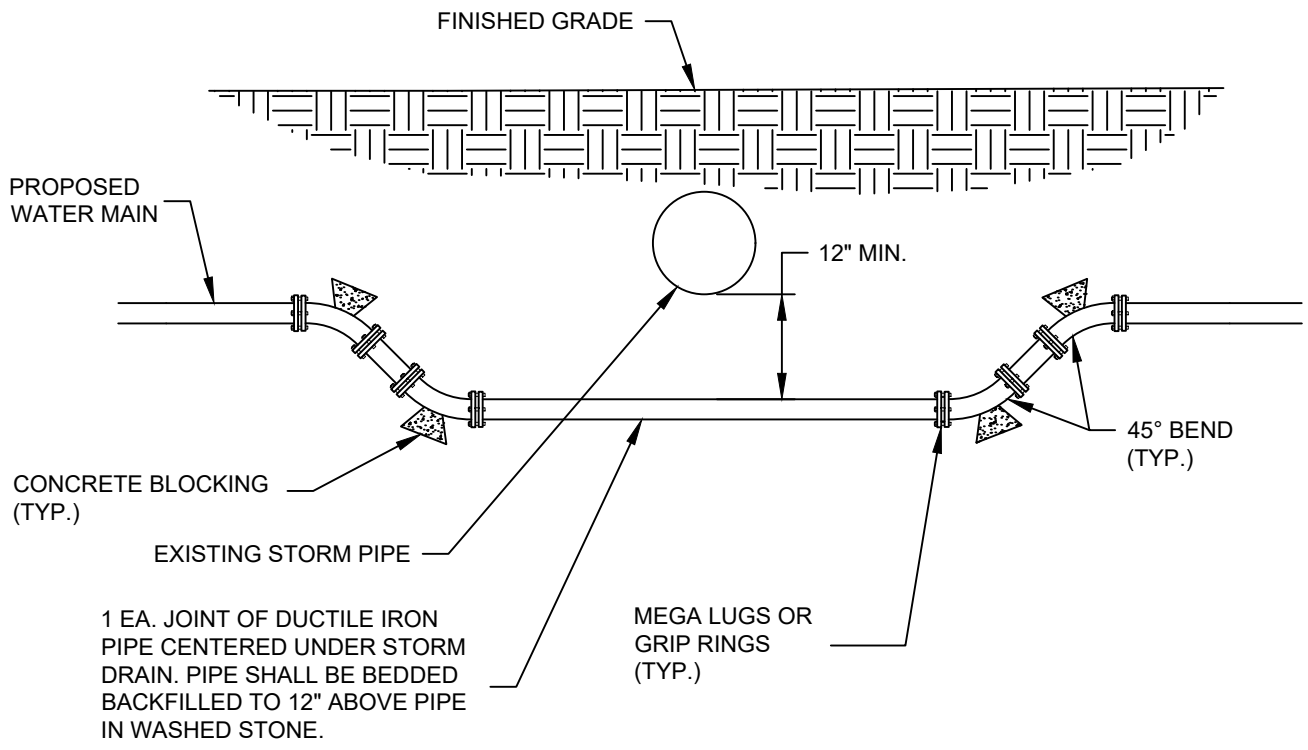 FINISHED GRADE
PROPOSED
WATER MAIN
12" MIN.
45° BEND
(TYP.)
CONCRETE BLOCKING
(TYP.)
EXISTING STORM PIPE
1 EA. JOINT OF DUCTILE IRON
PIPE CENTERED UNDER STORM
DRAIN. PIPE SHALL BE BEDDED
BACKFILLED TO 12" ABOVE PIPE
IN WASHED STONE.
MEGA LUGS OR
GRIP RINGS
(TYP.)